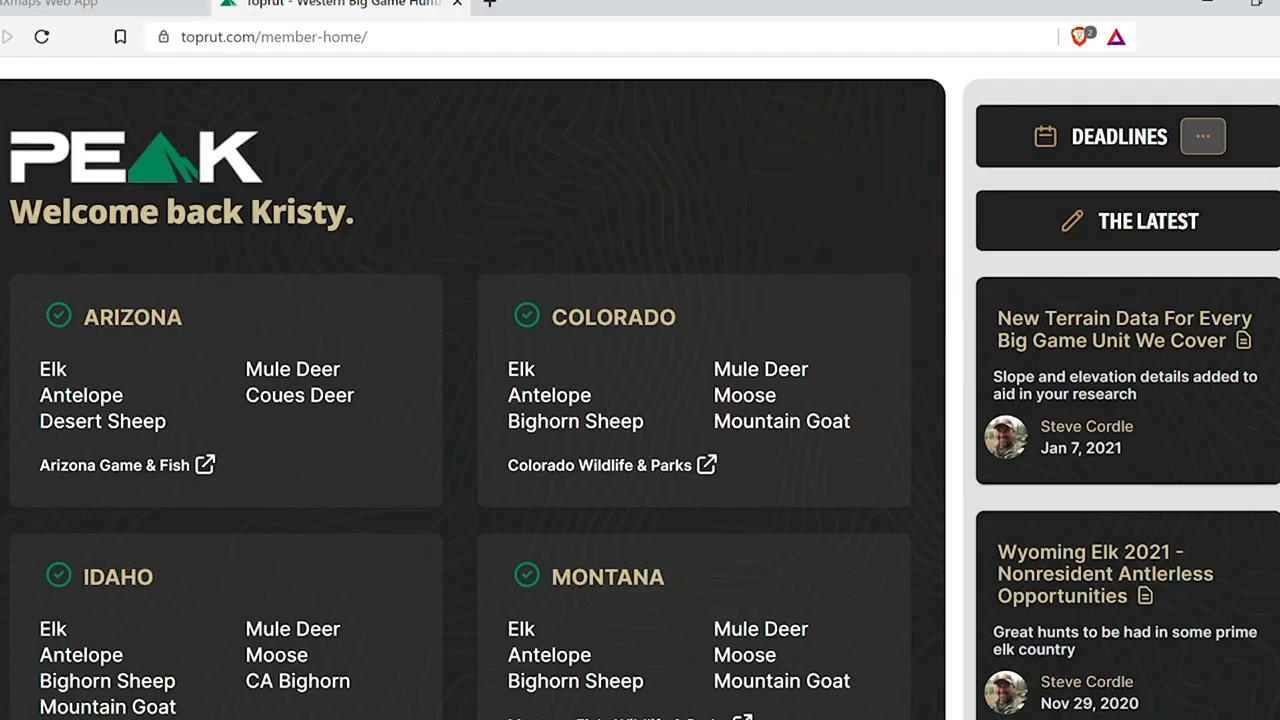 Xmaps Web App
Toprut - Western Big Game Hunt
toprut.com/member-home/
2
PEAK
Welcome back Kristy.
ARIZONA
Elk
Mule Deer
Antelope
Coues Deer
Desert Sheep
Arizona Game & Fish
COLORADO
Elk
Mule Deer
Antelope
Moose
Bighorn Sheep
Mountain Goat
Colorado Wildlife & Parks
IDAHO
Elk
Mule Deer
Antelope
Moose
Bighorn Sheep
CA Bighorn
Mountain Goat
MONTANA
Elk
Mule Deer
Antelope
Moose
Bighorn Sheep
Mountain Goat
DEADLINES
THE LATEST
New Terrain Data For Every
Big Game Unit We Cover
Slope and elevation details added to
aid in your research
Steve Cordle
Jan 7, 2021
Wyoming Elk 2021 -
Nonresident Antlerless
Opportunities
Great hunts to be had in some prime
elk country
Steve Cordle
Nov 29, 2020